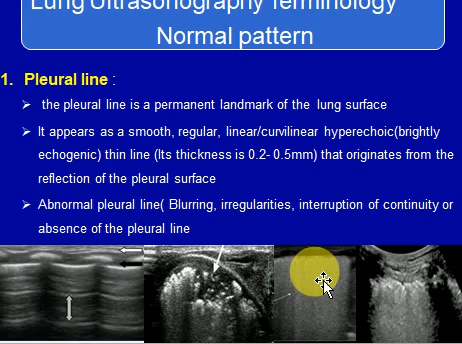 Lung Ultrasonography Terminology
Normal pattern
1. Pleural line :
➢ the pleural line is a permanent landmark of the lung surface
➢ It appears as a smooth, regular, linear/curvilinear hyperechoic(brightly
echogenic) thin line (Its thickness is 0.2- 0.5mm) that originates from the
reflection of the pleural surface
➢ Abnormal pleural line( Blurring, irregularities, interruption of continuity or
absence of the pleural line